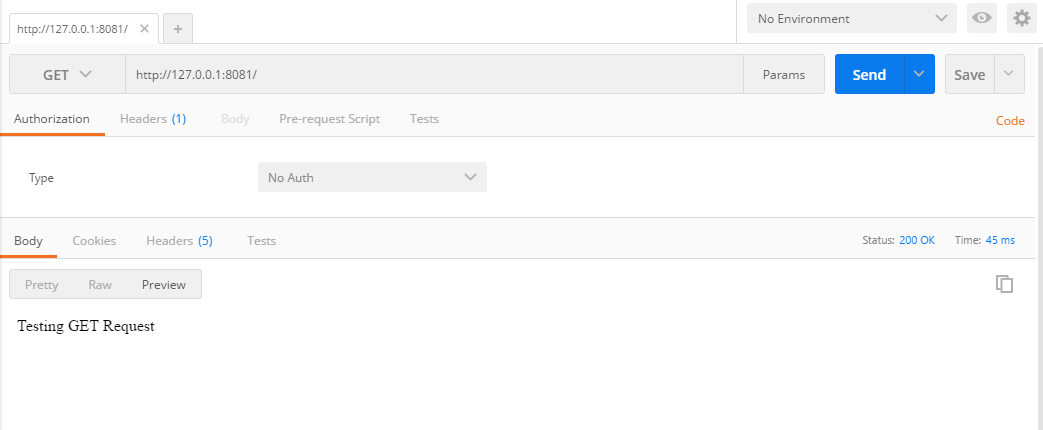 http://127.0.0.1:8081/
No Environment
GET http://127.0.0.1:8081/ Params Send Save
Authorization Headers (1) Body Pre-request Script Tests Code
Type No Auth
Body Cookies Headers (5) Tests Status: 200 OK Time: 45 ms
Pretty Raw Preview
Testing GET Request